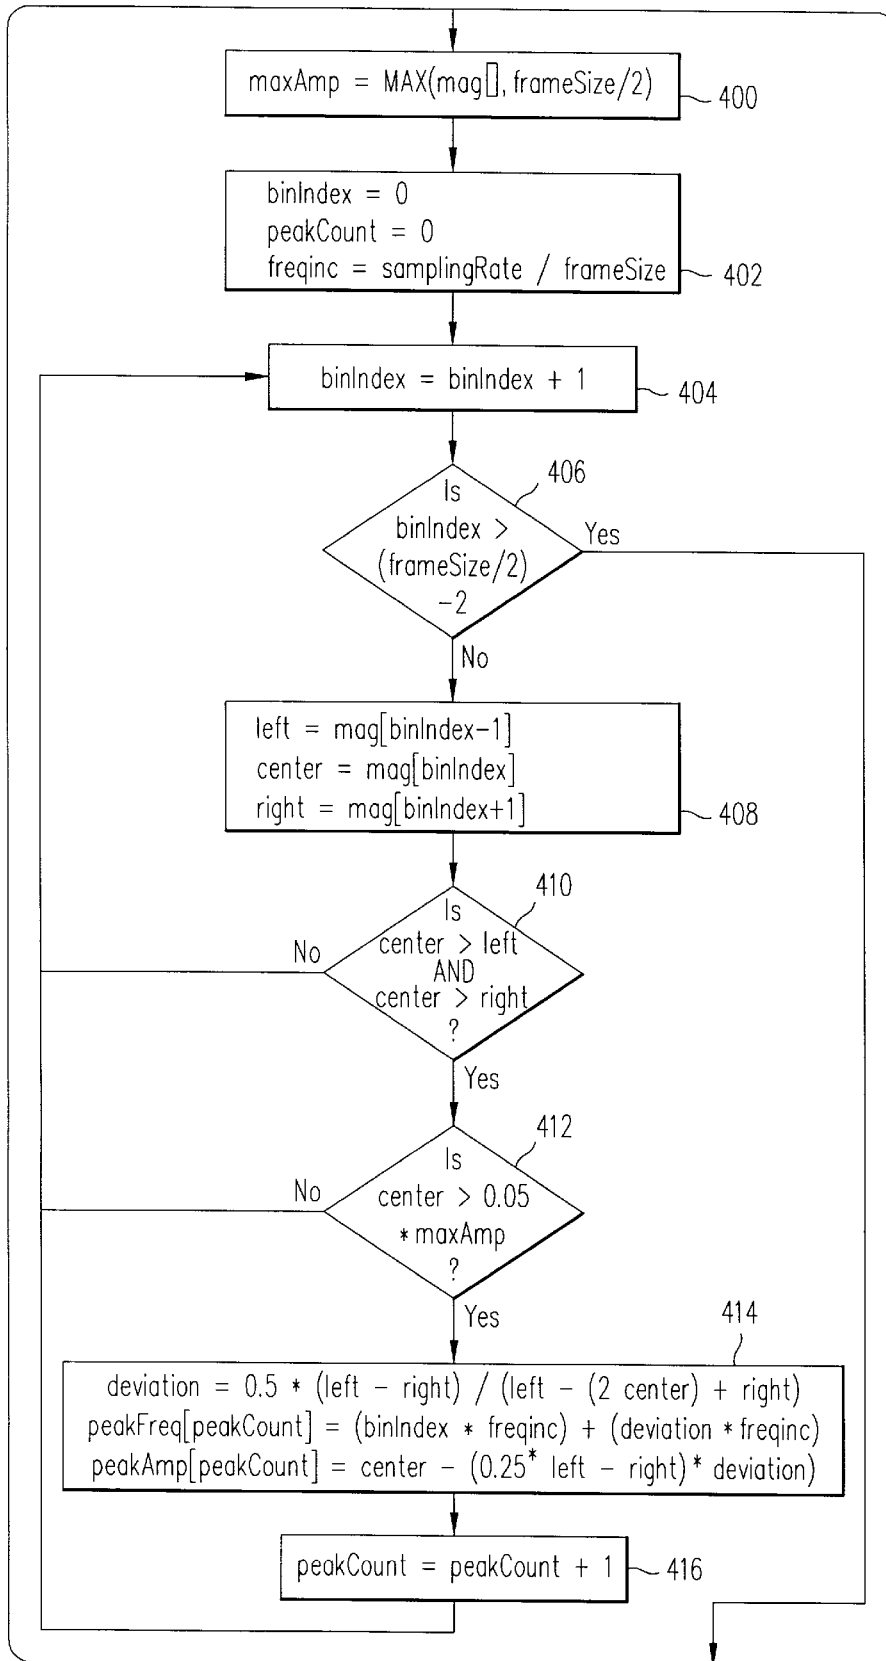 maxAmp = MAX(mag[], frameSize/2)
400
binIndex = 0
peakCount = 0
freqinc = samplingRate / frameSize
402
binIndex = binIndex + 1
404
406
Is
binIndex >
(frameSize/2)
-2
Yes
No
left = mag[binIndex-1]
center = mag[binIndex]
right = mag[binIndex+1]
408
410
Is
center > left
AND
center > right
?
No
Yes
412
Is
center > 0.05
* maxAmp
?
No
Yes
414
deviation = 0.5 * (left - right) / (left - (2 center) + right)
peakFreq[peakCount] = (binIndex * freqinc) + (deviation * freqinc)
peakAmp[peakCount] = center - (0.25* left - right)* deviation)
peakCount = peakCount + 1
416